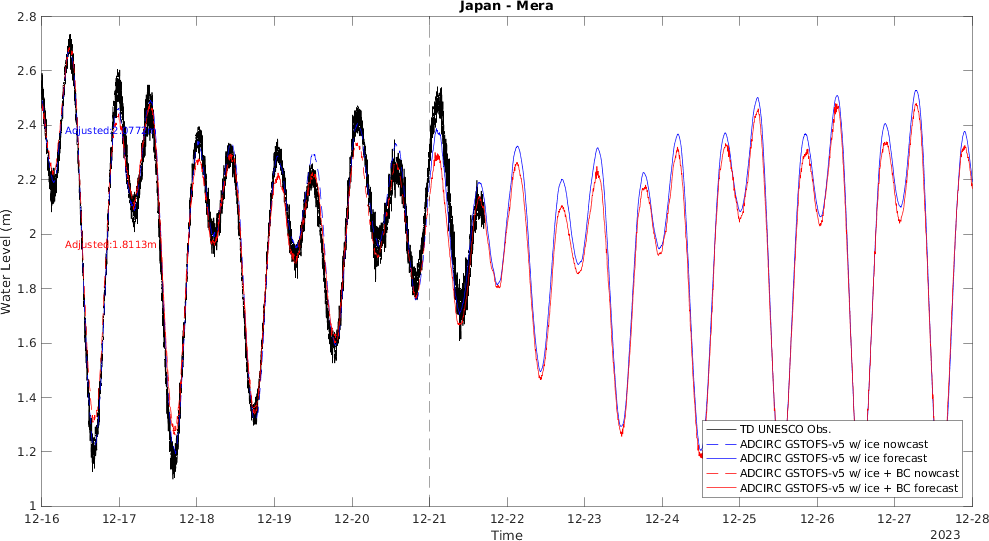 Japan - Mera
2.8
2.6
2.4
2.2
2
1.8
1.6
1.4
1.2
1
Water Level (m)
Adjusted:1.8113m
TD UNESCO Obs.
ADCIRC GSTOFS-v5 w/ ice nowcast
ADCIRC GSTOFS-v5 w/ ice forecast
ADCIRC GSTOFS-v5 w/ ice + BC nowcast
ADCIRC GSTOFS-v5 w/ ice + BC forecast
12-16 12-17 12-18 12-19 12-20 12-21 12-22 12-23 12-24 12-25 12-26 12-27 12-28
Time
2023